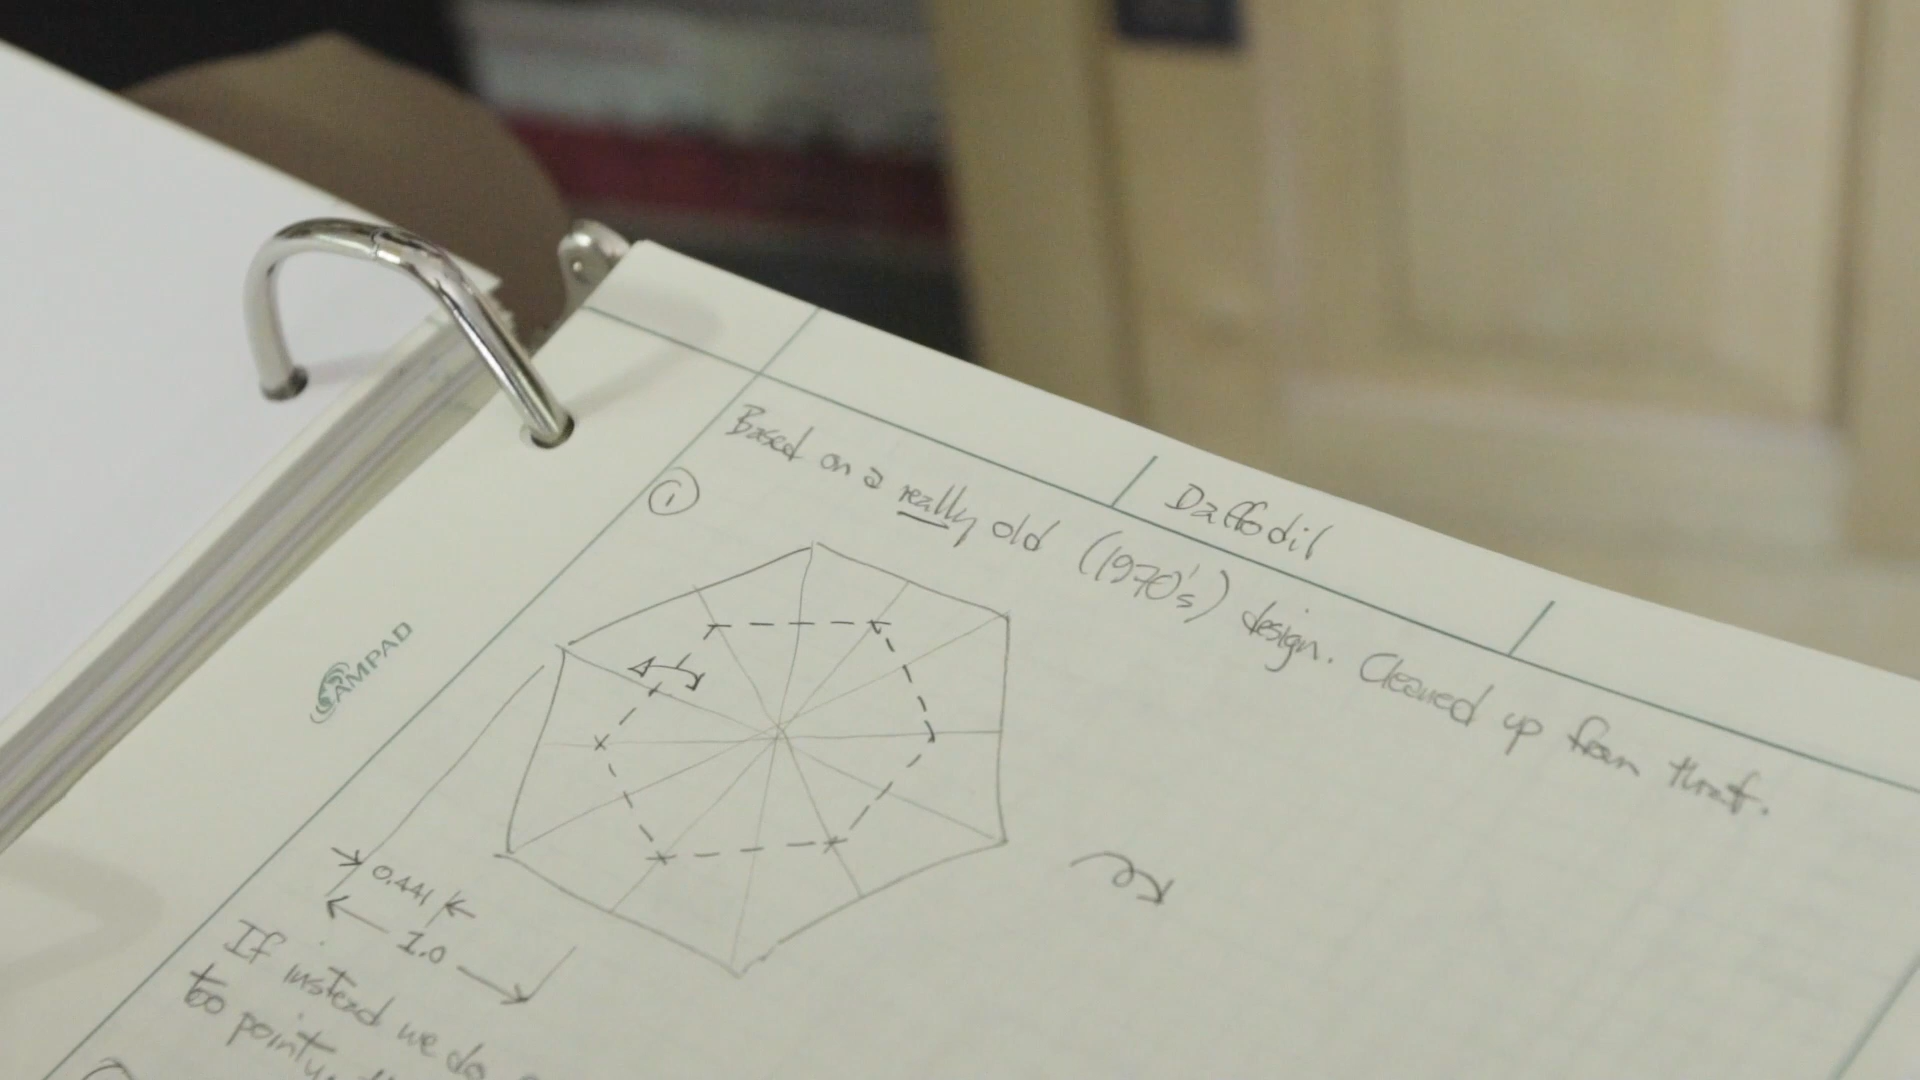 Daffodil
Based on a really old (1970's) design. Cleaned up from that.
1
AMPAD
0.441
1.0
If instead we do
too pointy